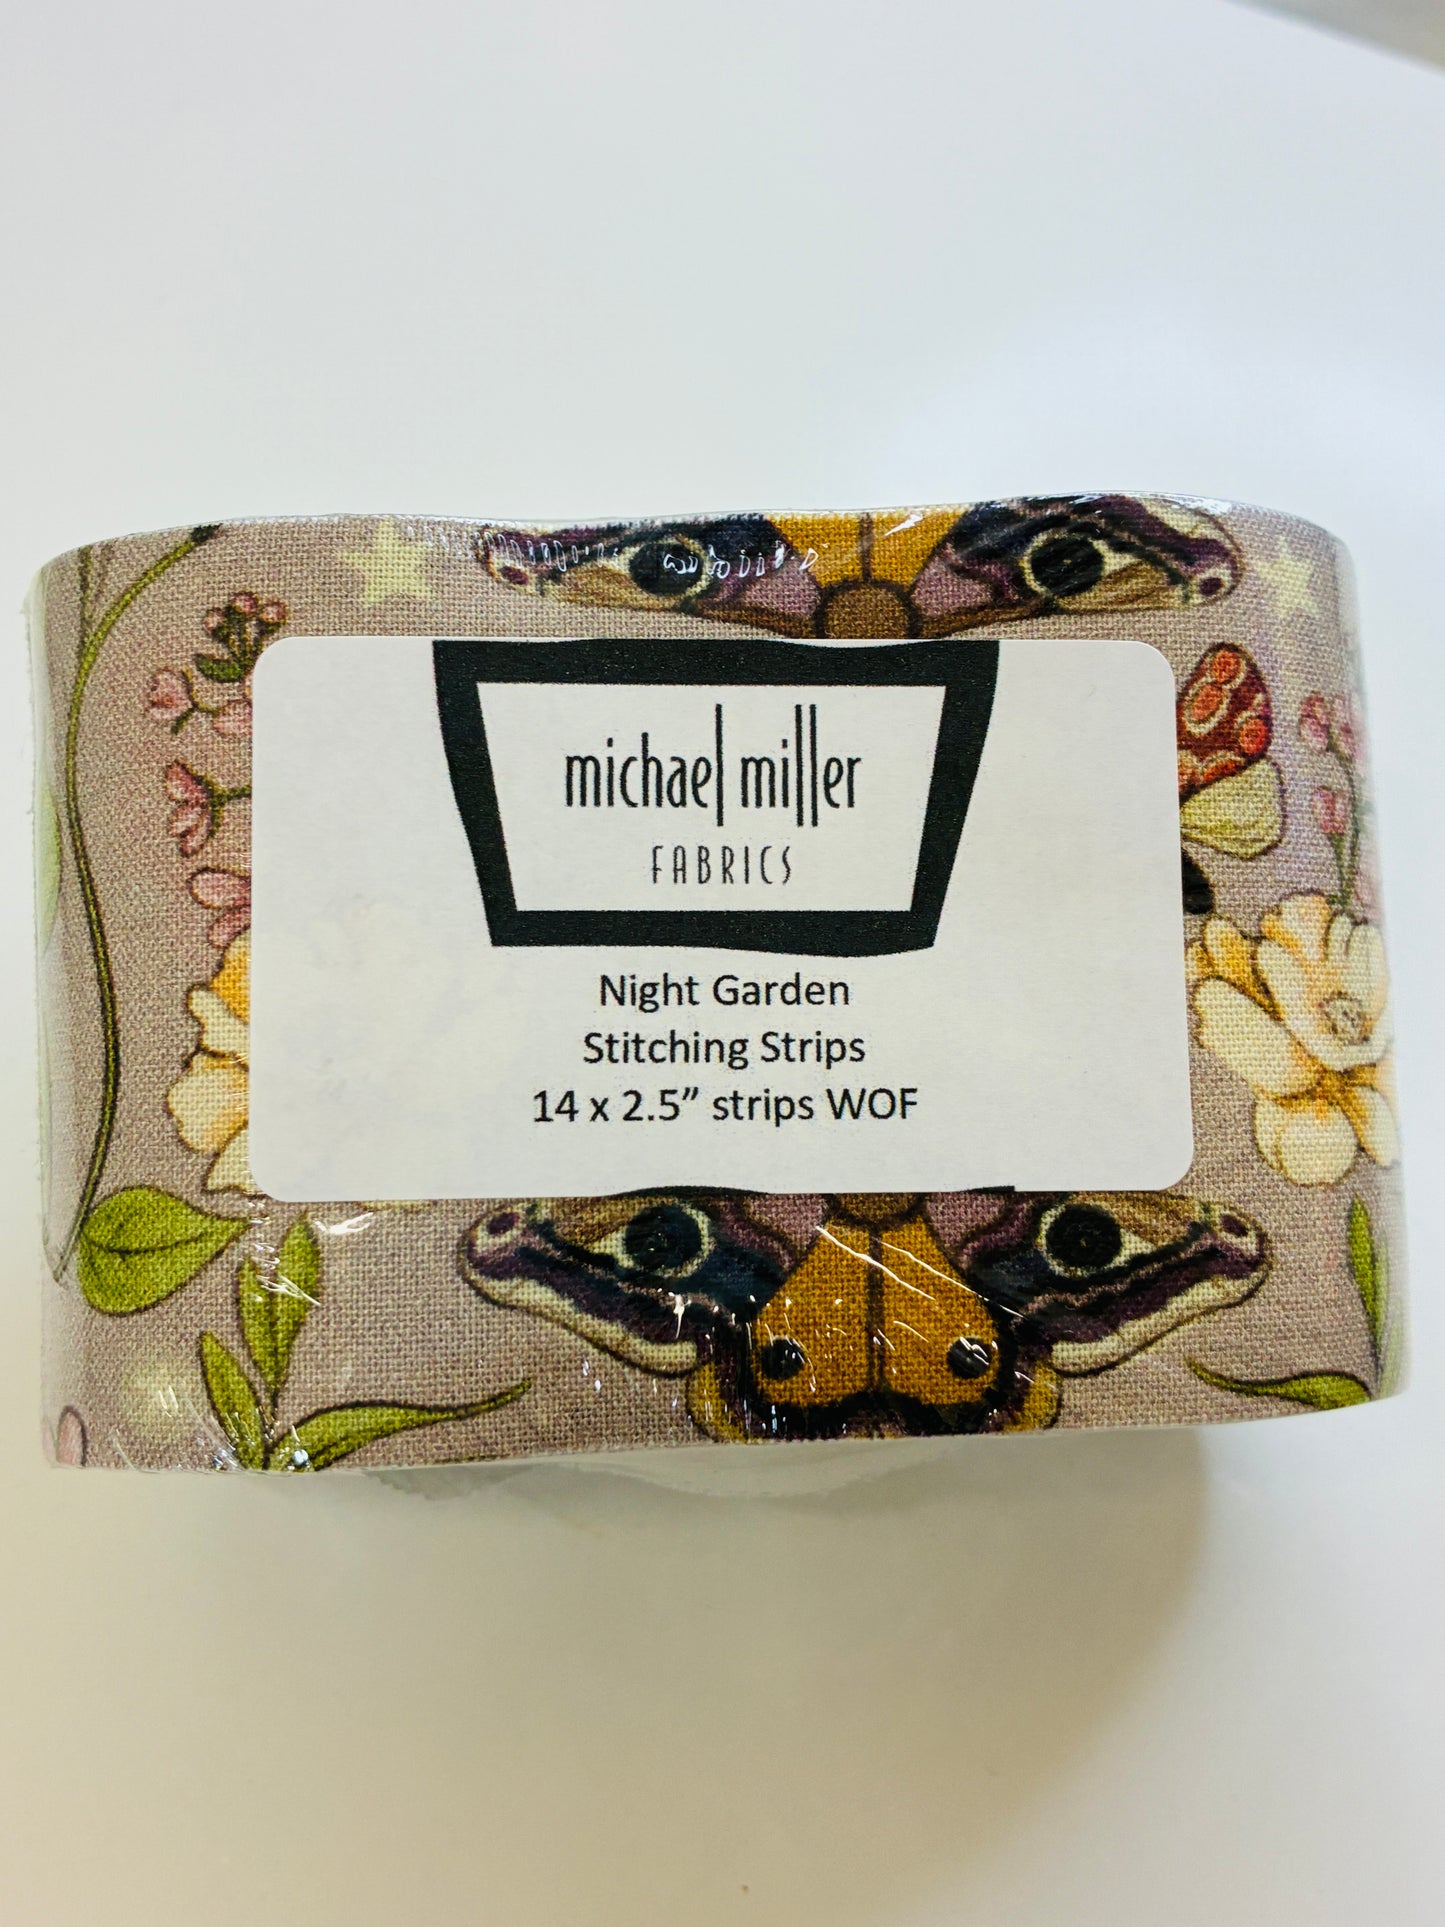 michael miller
FABRICS
Night Garden
Stitching Strips
14 x 2.5” strips WOF